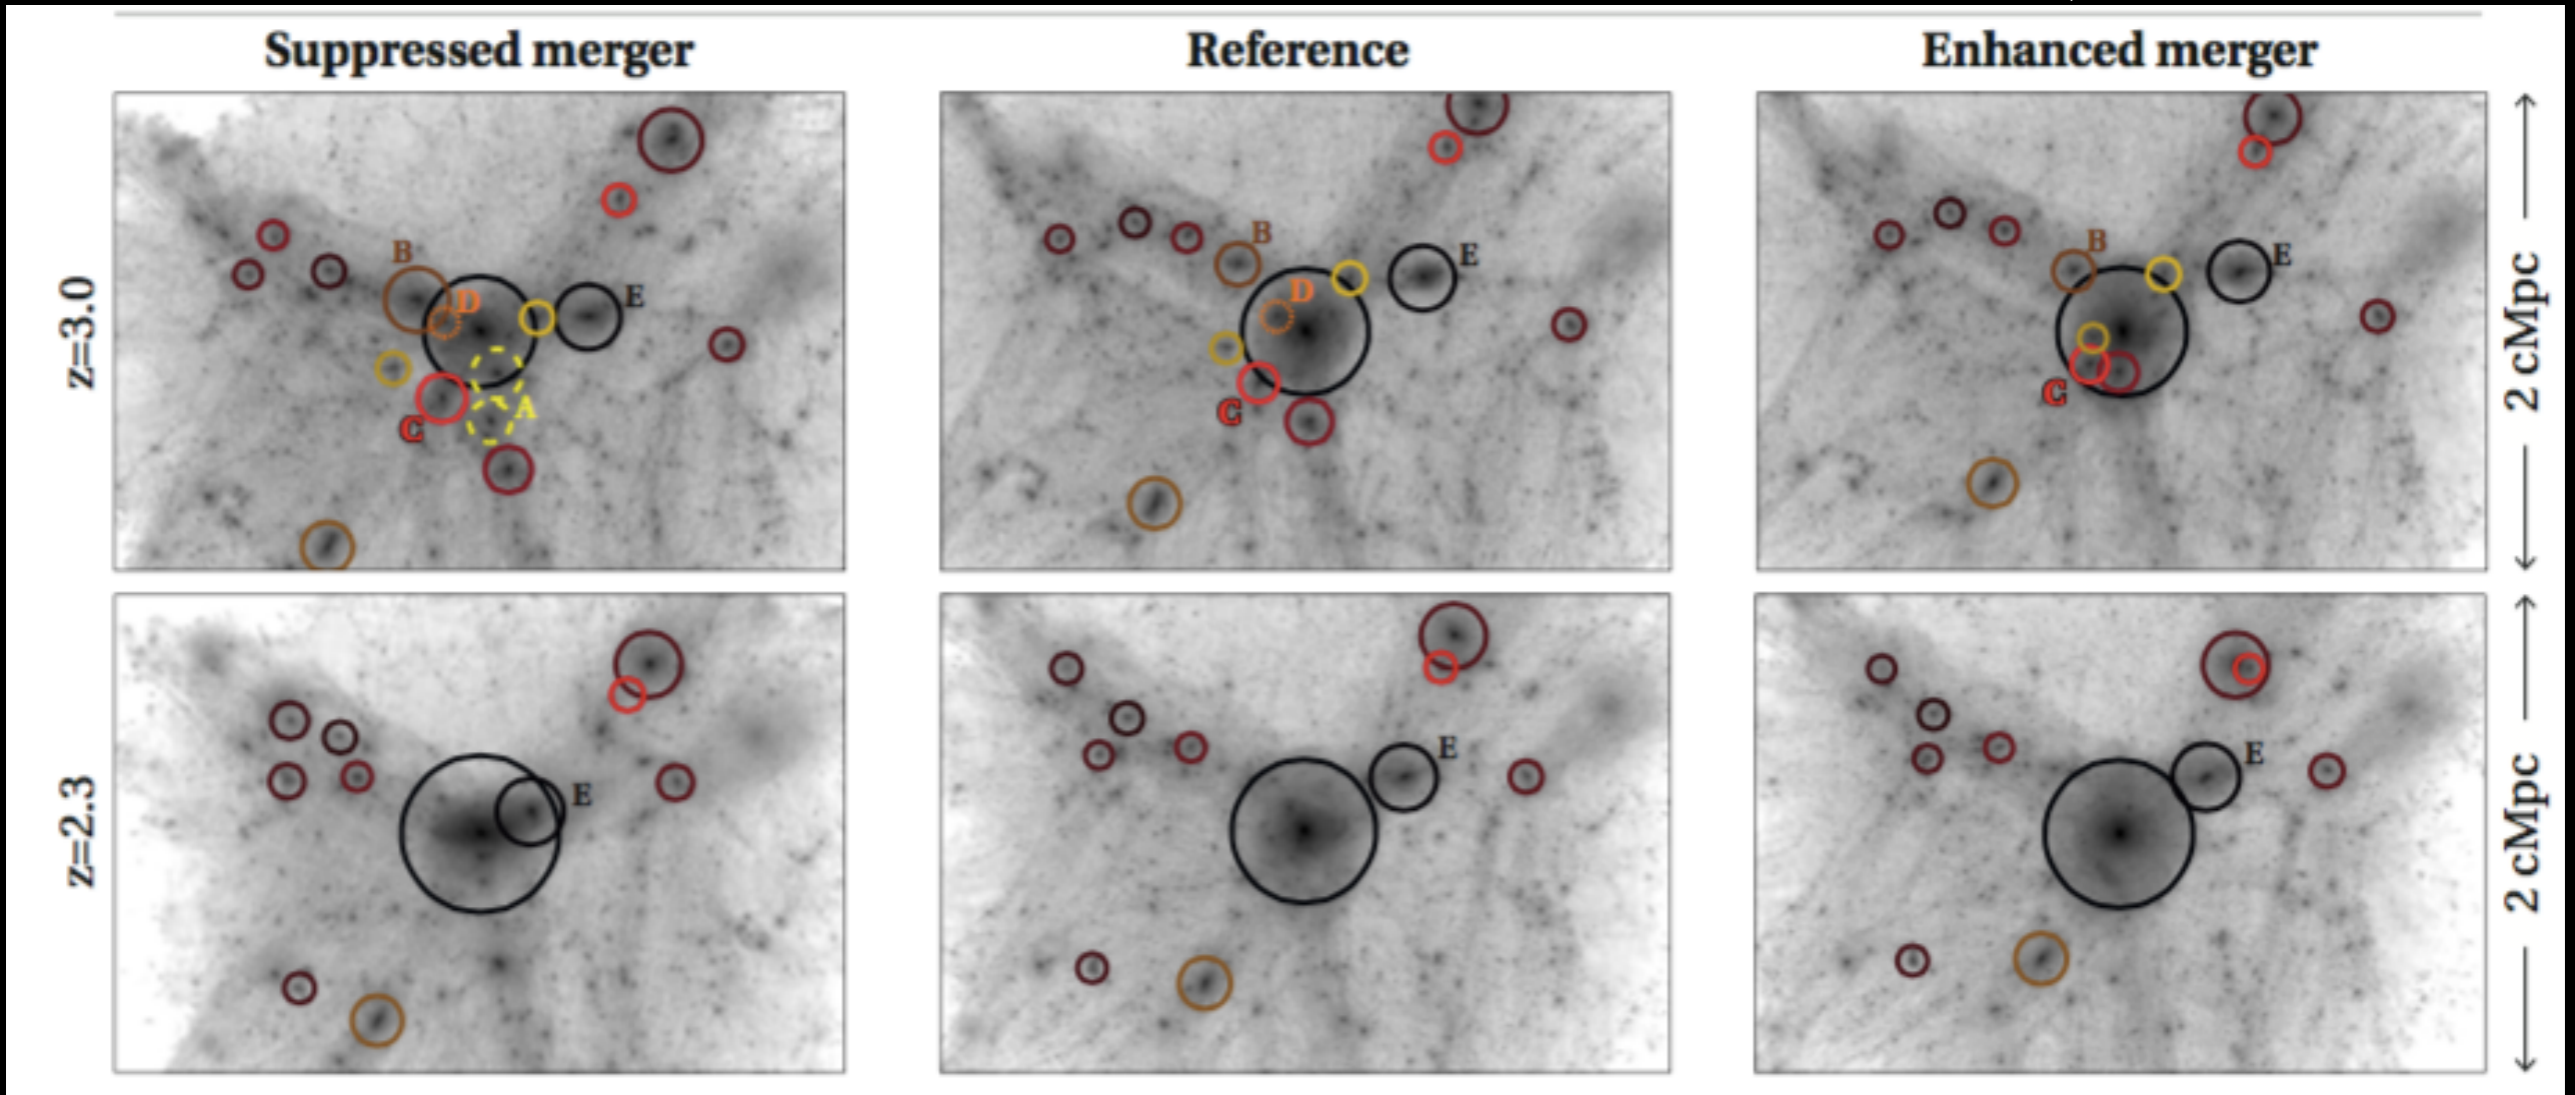 Suppressed merger
Reference
Enhanced merger
z=3.0
B
D
E
A
C
B
D
E
C
B
E
C
2 cMpc
z=2.3
E
E
E
2 cMpc